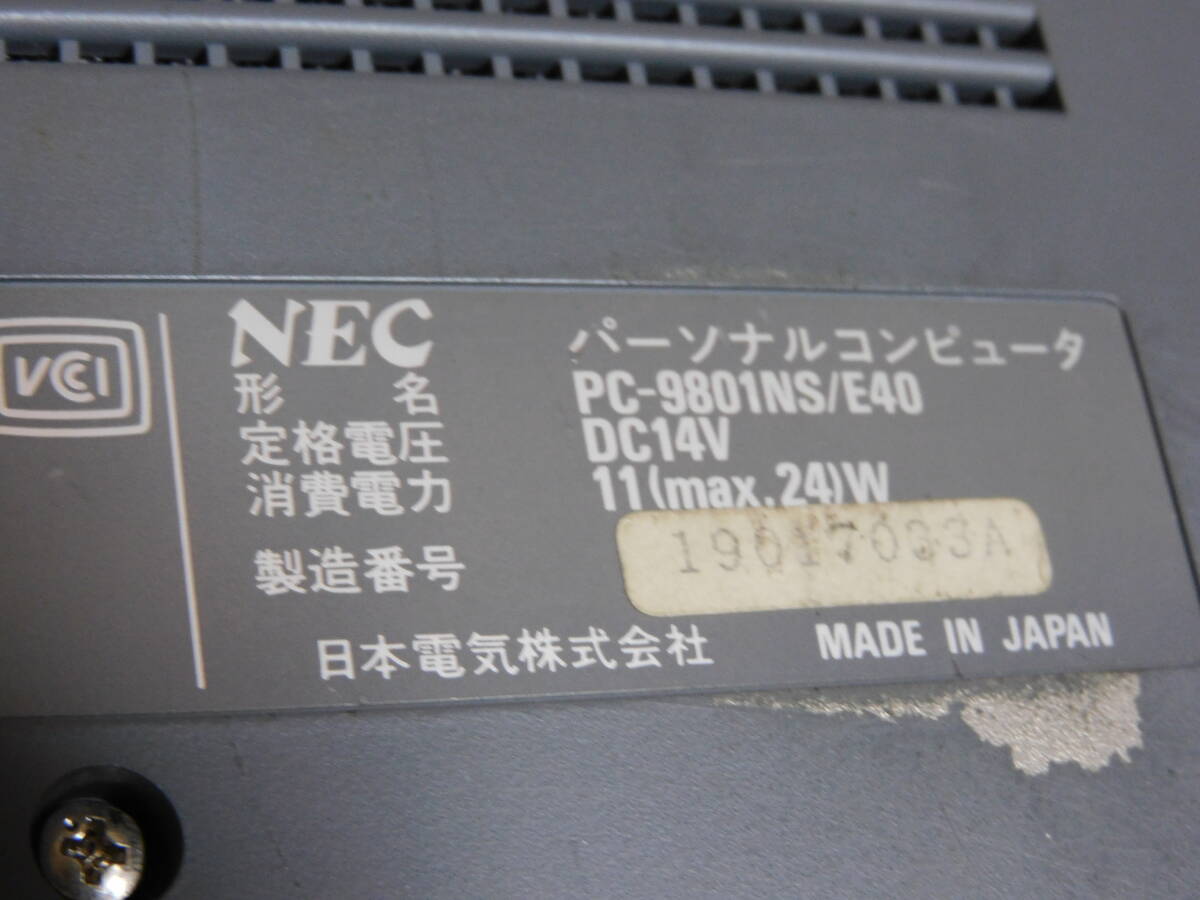 VCCI
NEC パーソナルコンピュータ
形名 PC-9801NS/E40
定格電圧 DC14V
消費電力 11(max.24)W
製造番号 19017033A
日本電気株式会社 MADE IN JAPAN